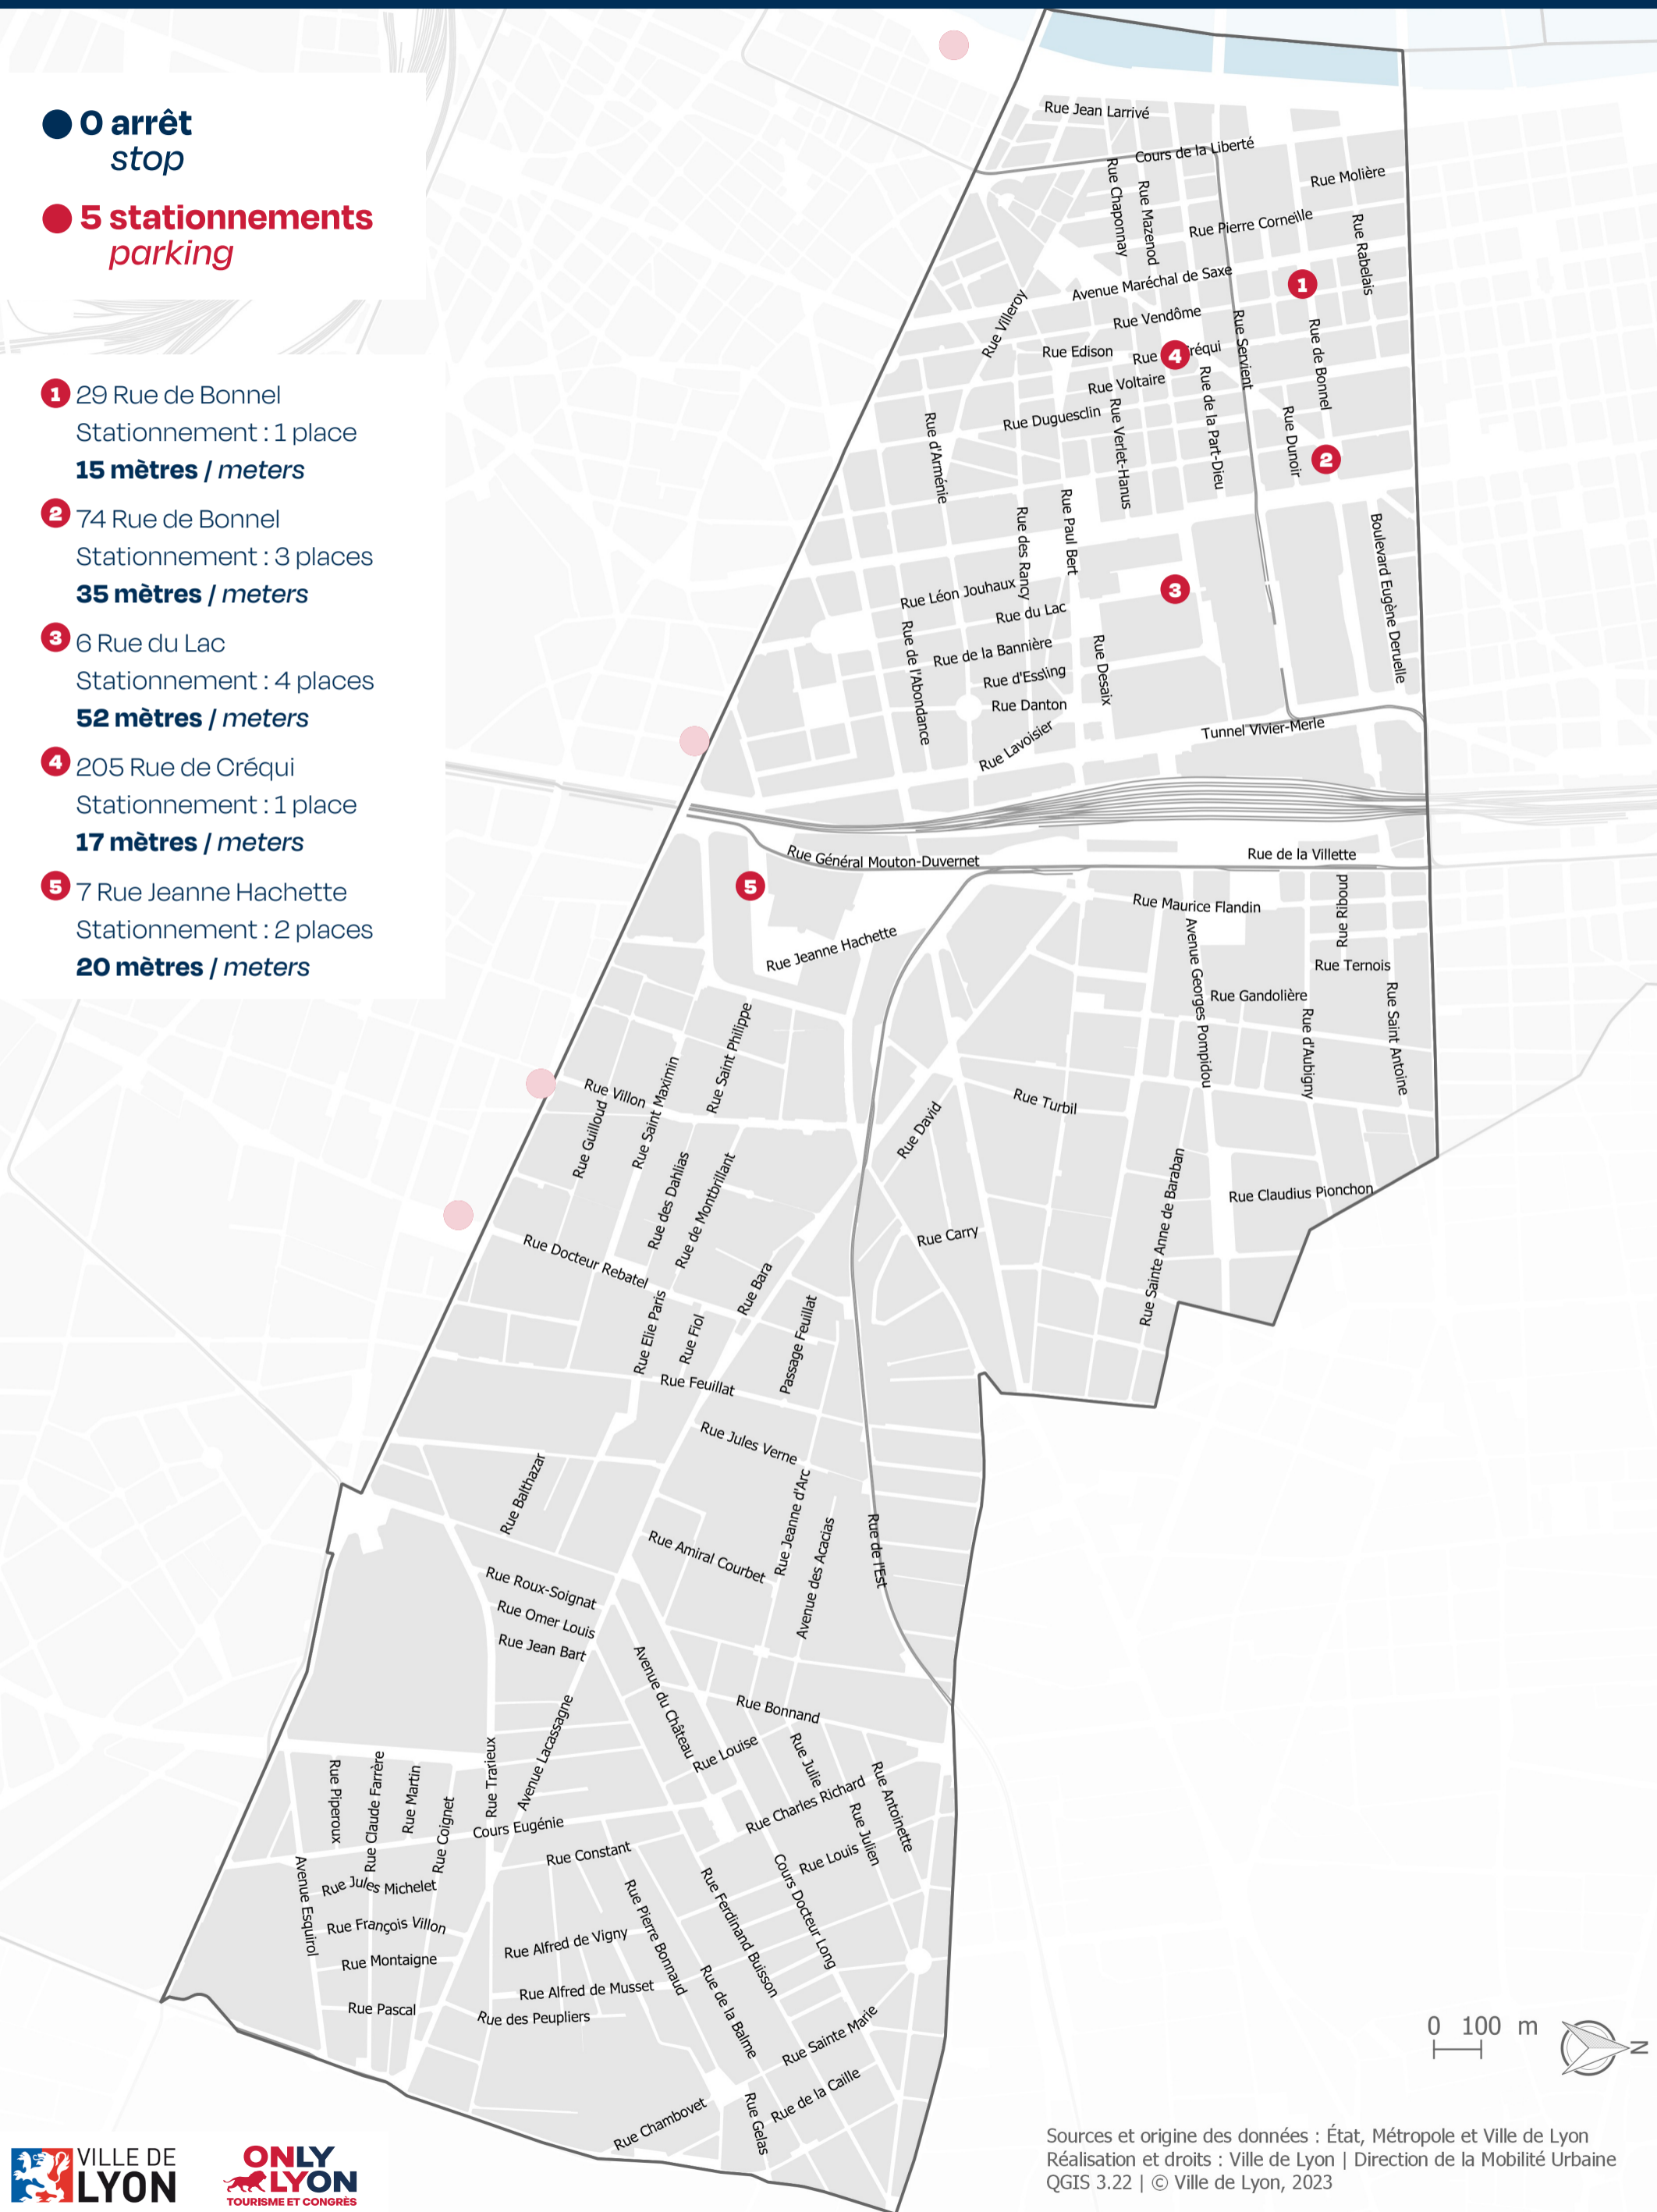 0 arrêt
stop
5 stationnements
parking
1 29 Rue de Bonnel
Stationnement : 1 place
15 mètres / meters
2 74 Rue de Bonnel
Stationnement : 3 places
35 mètres / meters
3 6 Rue du Lac
Stationnement : 4 places
52 mètres / meters
4 205 Rue de Créqui
Stationnement : 1 place
17 mètres / meters
5 7 Rue Jeanne Hachette
Stationnement : 2 places
20 mètres / meters
Rue Jean Larrivé
Cours de la Liberté
Rue Molière
Rue Chaponnay
Rue Mazenod
Rue Pierre Corneille
Rue Rabelais
Avenue Maréchal de Saxe
1
Rue Villeroy
Rue Vendôme
Rue Servient
Rue de Bonnel
Rue Edison
Rue
4
réqui
Rue Voltaire
Rue de la Part-Dieu
Rue Duguesclin
Rue Verlet-Hanus
Rue Dunoir
2
Rue d'Arménie
Rue des Rancy
Rue Paul Bert
Boulevard Eugène Deruelle
3
Rue Léon Jouhaux
Rue du Lac
Rue de l'Abondance
Rue de la Bannière
Rue Desaix
Rue d'Essling
Rue Danton
Rue Lavoisier
Tunnel Vivier-Merle
Rue Général Mouton-Duvernet
Rue de la Villette
5
Rue Maurice Flandin
Rue Ribourd
Rue Jeanne Hachette
Avenue Georges Pompidou
Rue Ternois
Rue Gandolière
Rue Saint Antoine
Rue d'Aubigny
Rue Saint Philippe
Rue Saint Maximin
Rue Villon
Rue Guilloud
Rue Turbil
Rue David
Rue des Dahlias
Rue de Montbrillant
Rue Sainte Anne de Baraban
Rue Claudius Pionchon
Rue Carry
Rue Docteur Rebatel
Rue Bara
Rue Elie Paris
Rue Fiol
Passage Feuillat
Rue Feuillat
Rue Jules Verne
Rue Balthazar
Rue Jeanne d'Arc
Rue Amiral Courbet
Avenue des Acacias
Rue de l'Est
Rue Roux-Soignat
Rue Omer Louis
Rue Jean Bart
Avenue du Château
Rue Bonnand
Avenue Lacassagne
Rue Louise
Rue Julie
Rue Piperoux
Rue Claude Farrère
Rue Martin
Rue Coignet
Rue Travieux
Rue Charles Richard
Rue Antoinette
Cours Eugénie
Rue Julien
Rue Constant
Rue Louis
Cours Docteur Long
Avenue Esquirol
Rue Jules Michelet
Rue Ferdinand Buisson
Rue Pierre Bonnaud
Rue François Villon
Rue Alfred de Vigny
Rue Montaigne
Rue Alfred de Musset
Rue de la Balme
Rue Pascal
Rue des Peupliers
Rue Sainte Marie
Rue de la Caille
Rue Gelas
Rue Chambovet
0 100 m
N
VILLE DE
LYON
ONLY
LYON
TOURISME ET CONGRÈS
Sources et origine des données : État, Métropole et Ville de Lyon
Réalisation et droits : Ville de Lyon | Direction de la Mobilité Urbaine
QGIS 3.22 | © Ville de Lyon, 2023